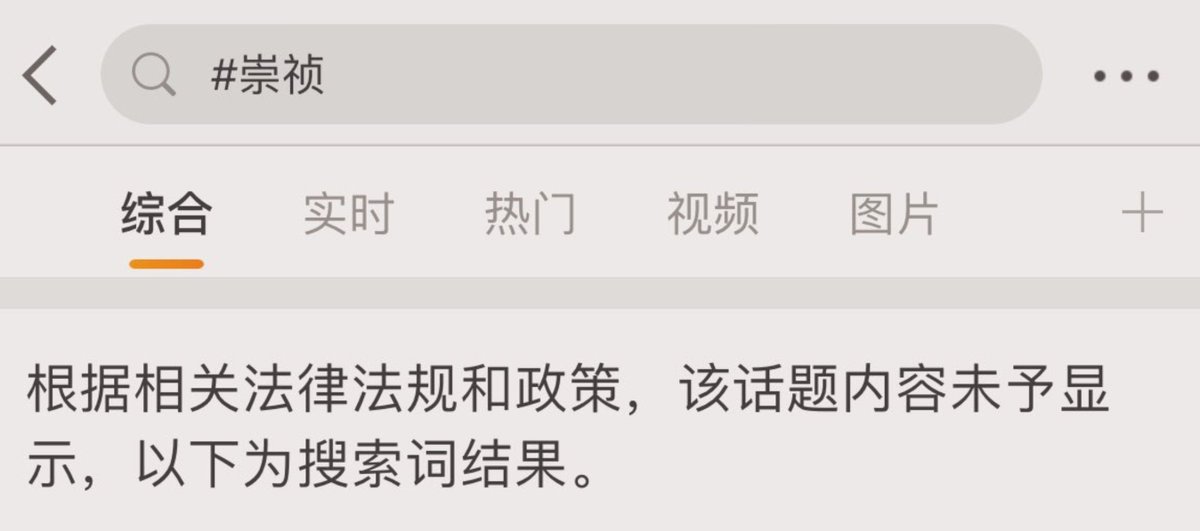 #崇祯
综合 实时 热门 视频 图片
根据相关法律法规和政策，该话题内容未予显
示，以下为搜索词结果。